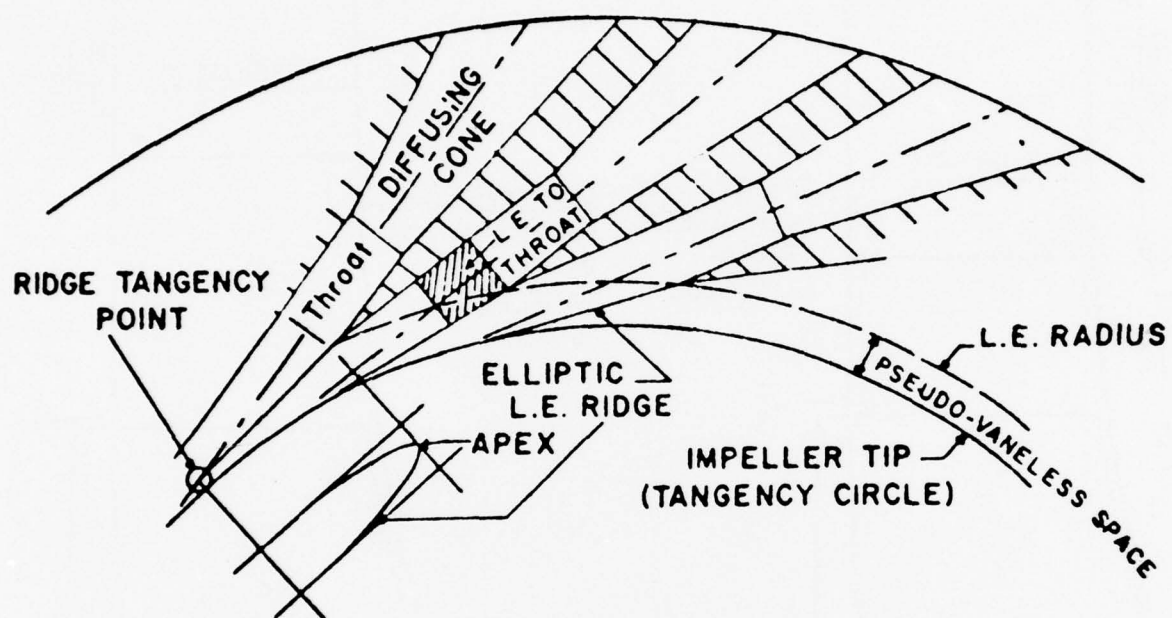 DIFFUSING
CONE
L E TO
THROAT
Throat
RIDGE TANGENCY
POINT
L.E. RADIUS
PSEUDO-VANELESS SPACE
ELLIPTIC
L.E. RIDGE
APEX
IMPELLER TIP
(TANGENCY CIRCLE)